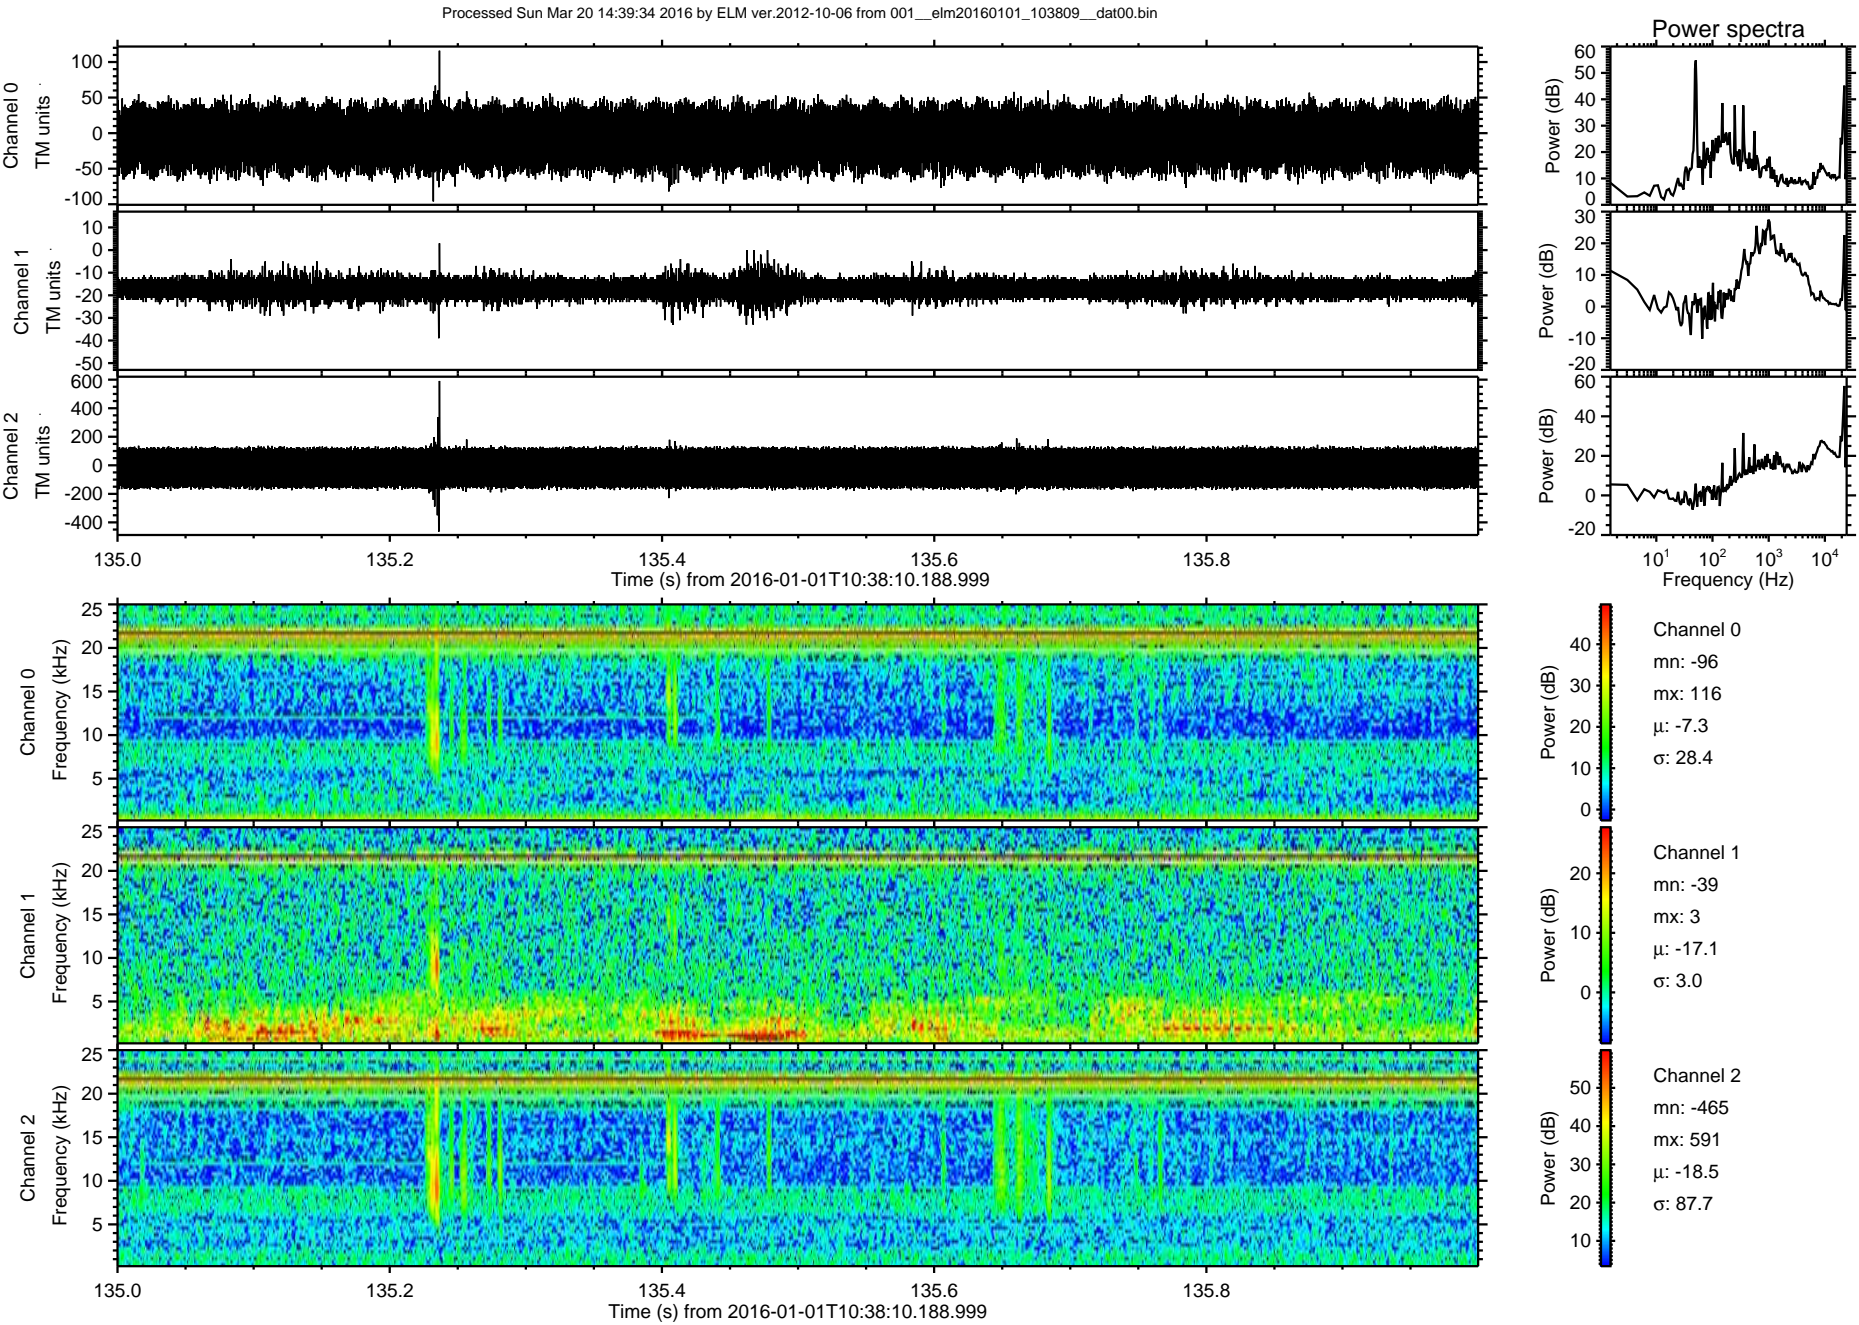 Processed Sun Mar 20 14:39:34 2016 by ELM ver.2012-10-06 from 001__elm20160101_103809__dat00.bin
Power spectra
Channel 0
TM units
100
50
0
-50
-100
Power (dB)
60
50
40
30
20
10
0
Channel 1
TM units
10
0
-10
-20
-30
-40
-50
Power (dB)
30
20
10
0
-10
-20
Channel 2
TM units
600
400
200
0
-200
-400
Power (dB)
60
40
20
0
-20
135.0 135.2 135.4 135.6 135.8
Time (s) from 2016-01-01T10:38:10.188.999
10^1 10^2 10^3 10^4
Frequency (Hz)
Channel 0
Frequency (kHz)
25
20
15
10
5
Power (dB)
40
30
20
10
0
Channel 0
mn: -96
mx: 116
μ: -7.3
σ: 28.4
Channel 1
Frequency (kHz)
25
20
15
10
5
Power (dB)
20
10
0
Channel 1
mn: -39
mx: 3
μ: -17.1
σ: 3.0
Channel 2
Frequency (kHz)
25
20
15
10
5
Power (dB)
50
40
30
20
10
Channel 2
mn: -465
mx: 591
μ: -18.5
σ: 87.7
135.0 135.2 135.4 135.6 135.8
Time (s) from 2016-01-01T10:38:10.188.999